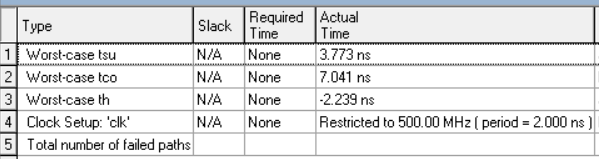 Type Slack Required Time Actual Time
1 Worst-case tsu N/A None 3.773 ns
2 Worst-case tco N/A None 7.041 ns
3 Worst-case th N/A None -2.239 ns
4 Clock Setup: 'clk' N/A None Restricted to 500.00 MHz ( period = 2.000 ns )
5 Total number of failed paths